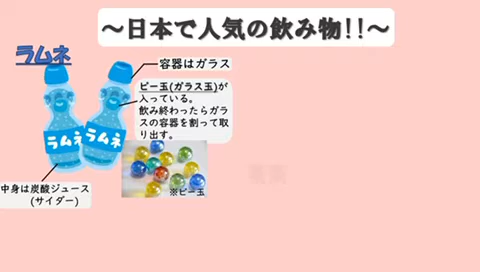 〜日本で人気の飲み物!!〜
ラムネ
容器はガラス
ビー玉(ガラス玉)が
入っている。
飲み終わったらガラ
スの容器を割って取
り出す。
ラムネ
ラムネ
※ビー玉
中身は炭酸ジュース
(サイダー)